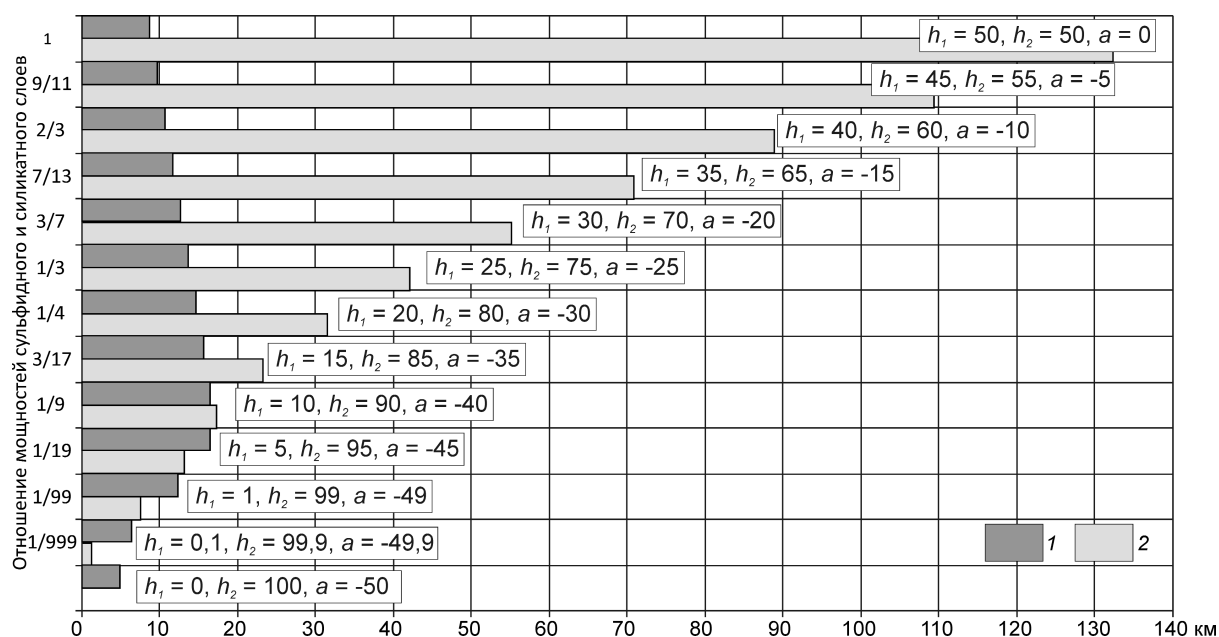 Отношение мощностей сульфидного и силикатного слоев
1
h₁ = 50, h₂ = 50, a = 0
9/11
h₁ = 45, h₂ = 55, a = -5
2/3
h₁ = 40, h₂ = 60, a = -10
7/13
h₁ = 35, h₂ = 65, a = -15
3/7
h₁ = 30, h₂ = 70, a = -20
1/3
h₁ = 25, h₂ = 75, a = -25
1/4
h₁ = 20, h₂ = 80, a = -30
3/17
h₁ = 15, h₂ = 85, a = -35
1/9
h₁ = 10, h₂ = 90, a = -40
1/19
h₁ = 5, h₂ = 95, a = -45
1/99
h₁ = 1, h₂ = 99, a = -49
1/999
h₁ = 0,1, h₂ = 99,9, a = -49,9
1 2
h₁ = 0, h₂ = 100, a = -50
0 10 20 30 40 50 60 70 80 90 100 110 120 130 140 км